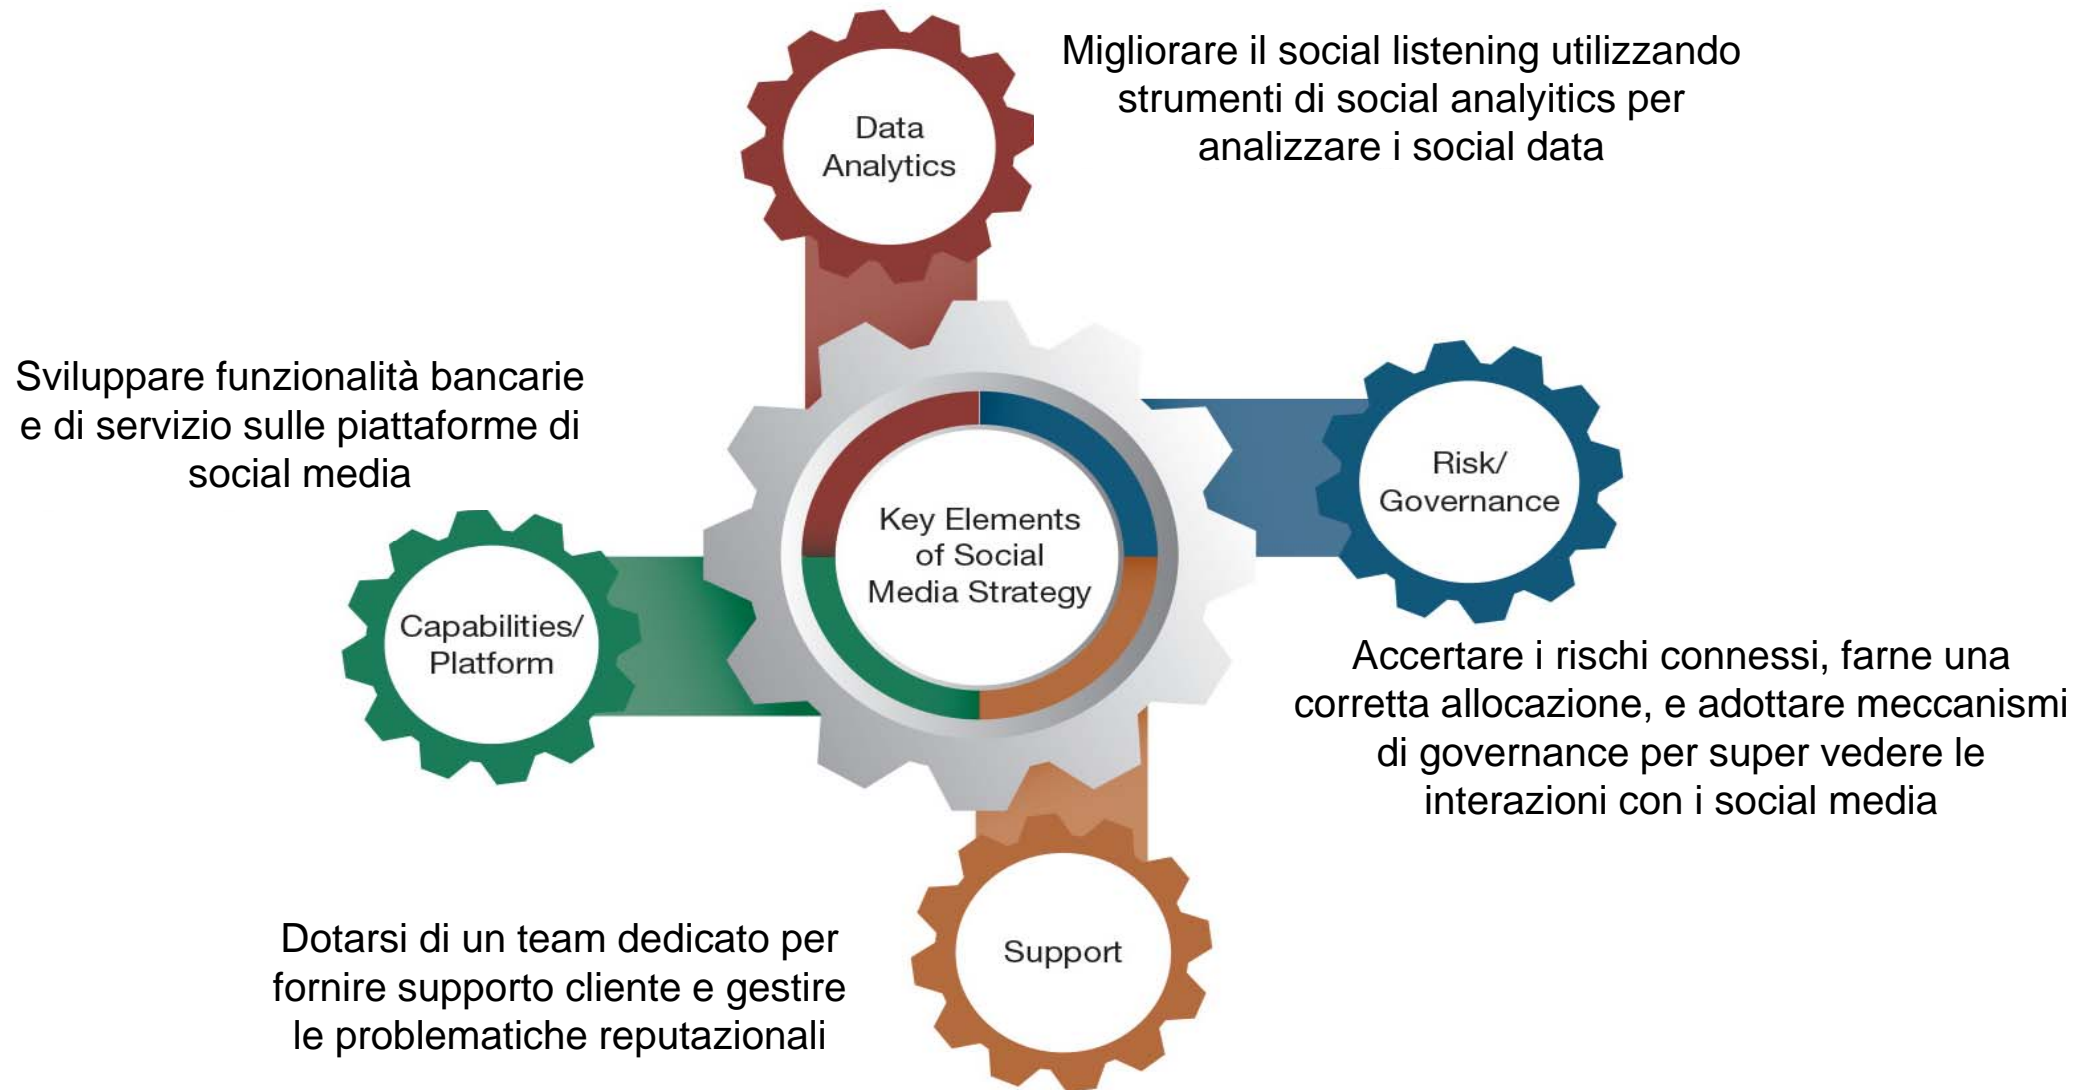 Data
Analytics
Migliorare il social listening utilizzando
strumenti di social analyitics per
analizzare i social data
Sviluppare funzionalità bancarie
e di servizio sulle piattaforme di
social media
Risk/
Governance
Key Elements
of Social
Media Strategy
Capabilities/
Platform
Accertare i rischi connessi, farne una
corretta allocazione, e adottare meccanismi
di governance per super vedere le
interazioni con i social media
Support
Dotarsi di un team dedicato per
fornire supporto cliente e gestire
le problematiche reputazionali